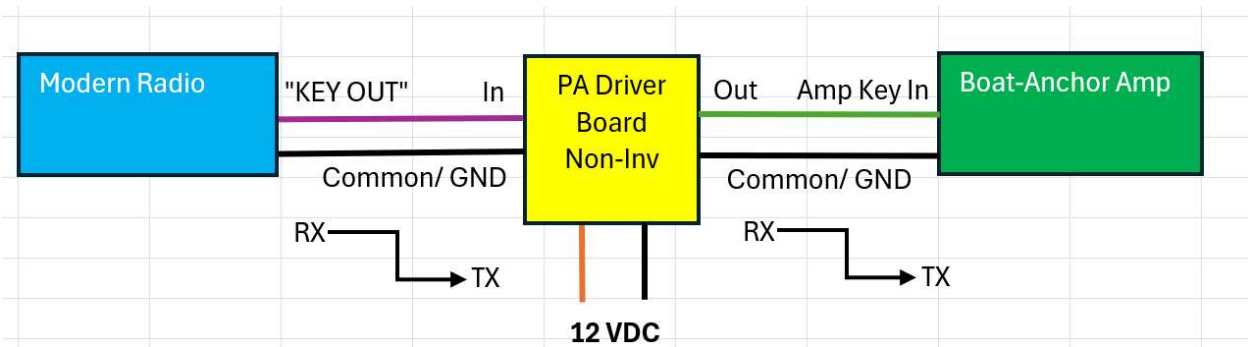 Modern Radio
"KEY OUT"
In
Common/ GND
RX
TX
PA Driver
Board
Non-Inv
12 VDC
Out
Amp Key In
Common/ GND
RX
TX
Boat-Anchor Amp